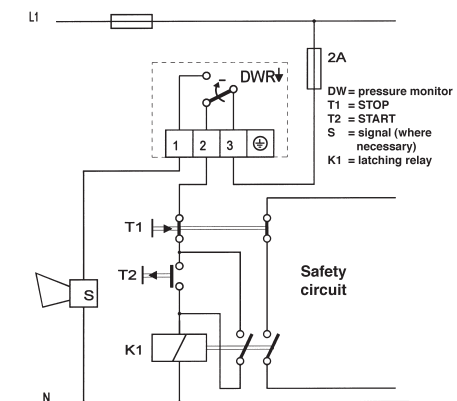 L1
2A
DWR
DW = pressure monitor
T1 = STOP
T2 = START
S = signal (where
necessary)
K1 = latching relay
1 2 3
T1
T2
Safety
circuit
S
K1
N